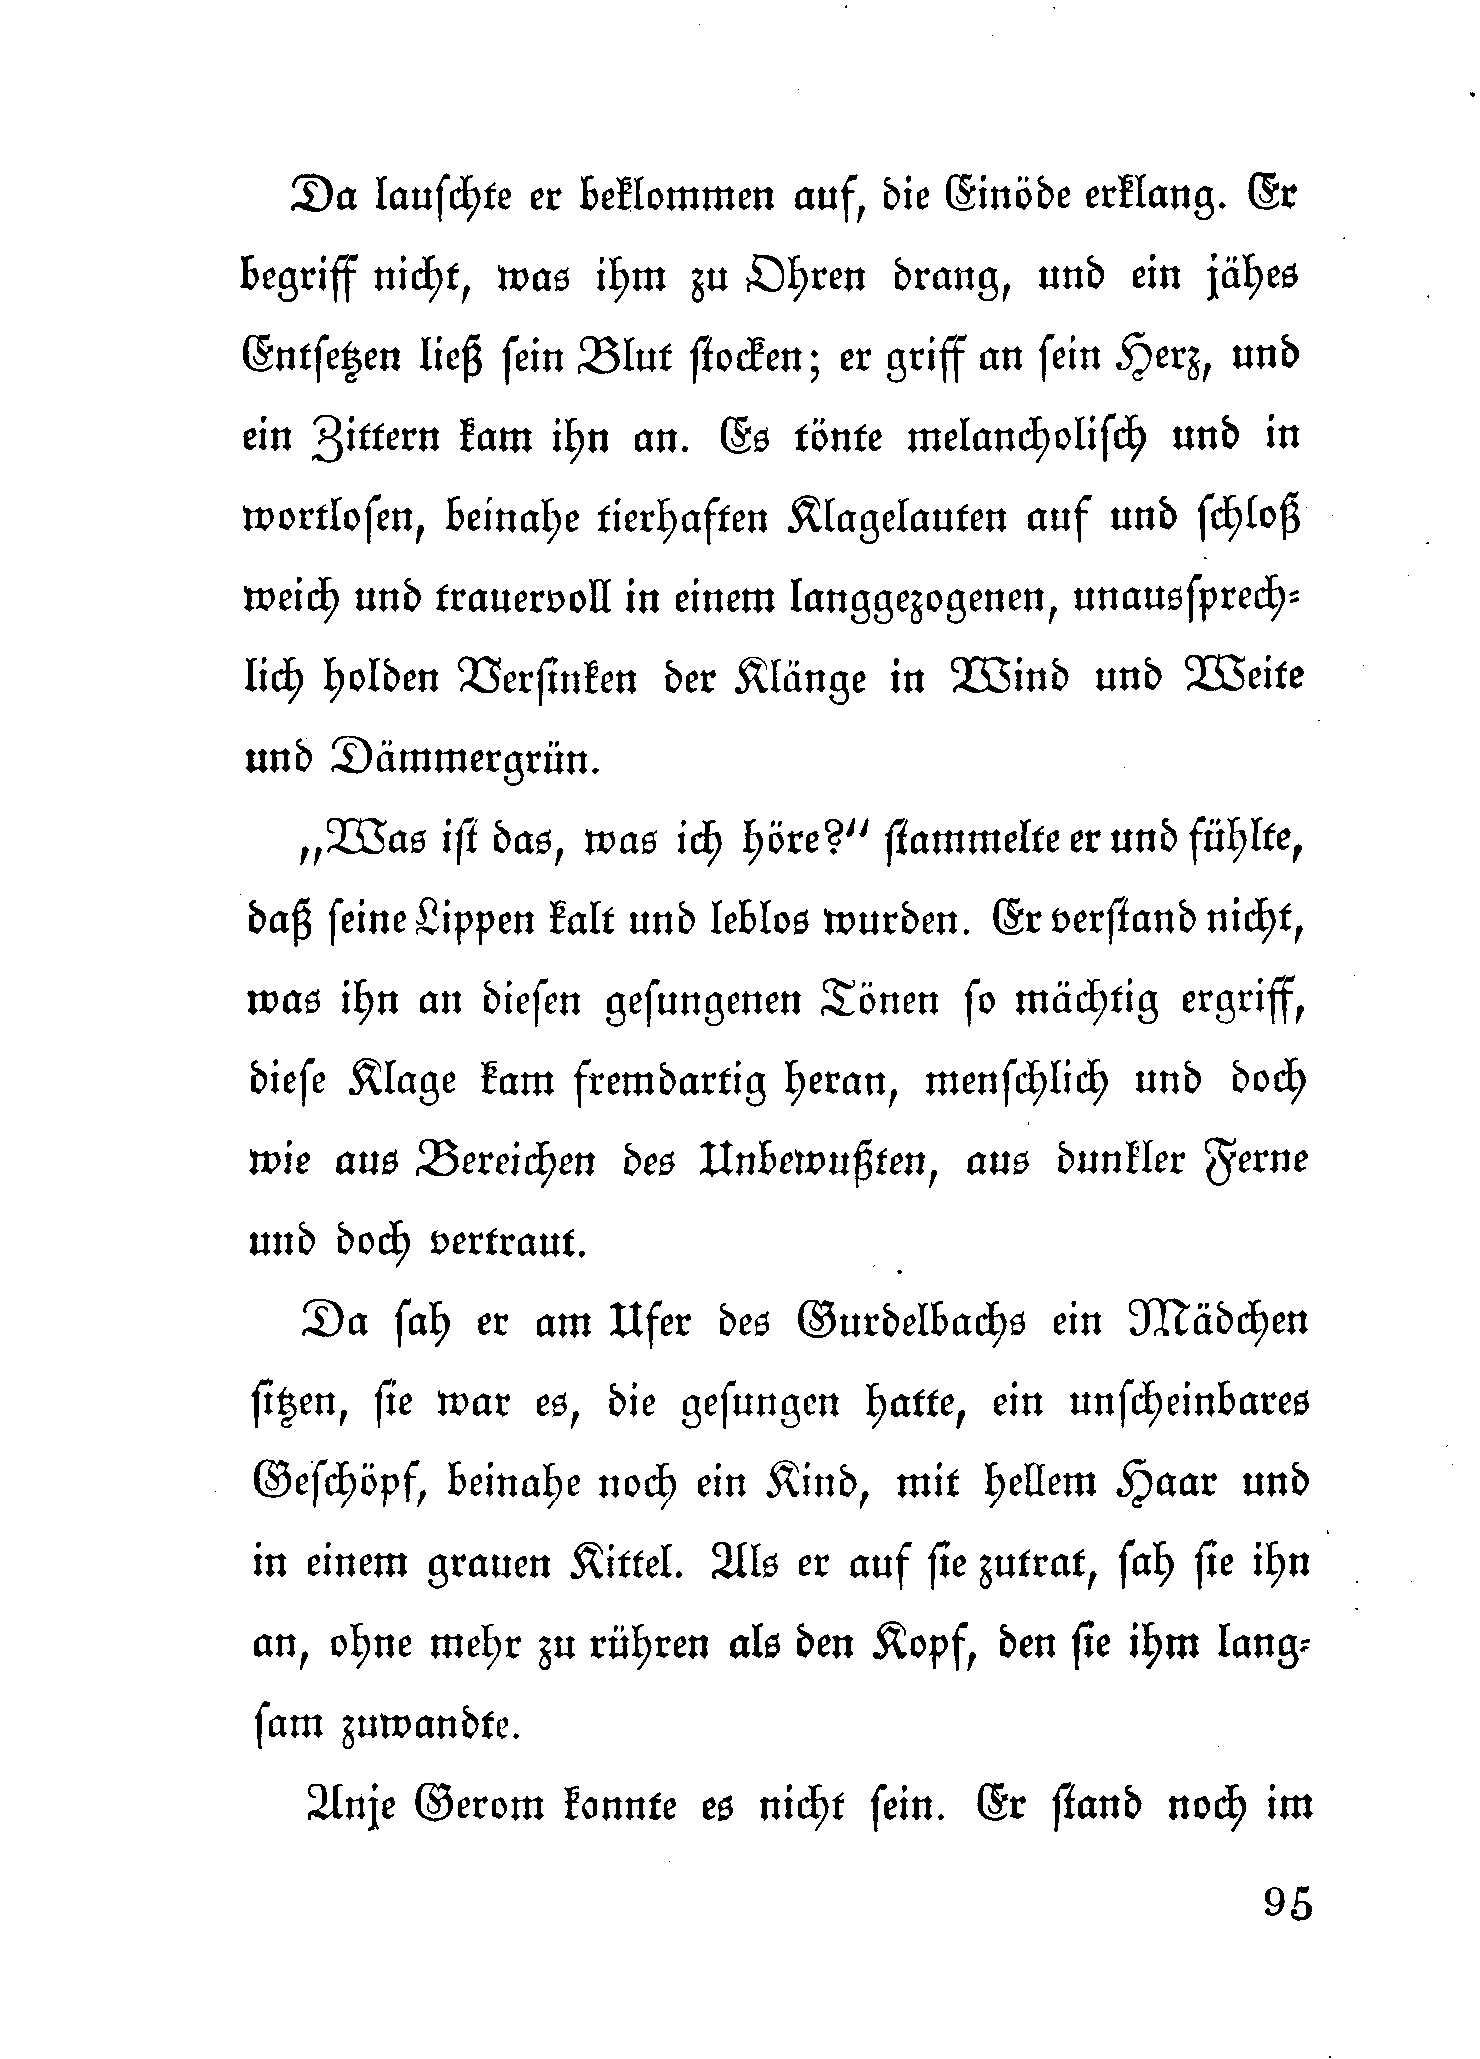 Da lauschte er beklommen auf, die Einöde erklang. Er
begriff nicht, was ihm zu Ohren drang, und ein jähes
Entsetzen ließ sein Blut stocken; er griff an sein Herz, und
ein Zittern kam ihn an. Es tönte melancholisch und in
wortlosen, beinahe tierhaften Klagelauten auf und schloß
weich und trauervoll in einem langgezogenen, unaussprech-
lich holden Versinken der Klänge in Wind und Weite
und Dämmergrün.
„Was ist das, was ich höre?“ stammelte er und fühlte,
daß seine Lippen kalt und leblos wurden. Er verstand nicht,
was ihn an diesen gesungenen Tönen so mächtig ergriff,
diese Klage kam fremdartig heran, menschlich und doch
wie aus Bereichen des Unbewußten, aus dunkler Ferne
und doch vertraut.
Da sah er am Ufer des Gurdelbachs ein Mädchen
sitzen, sie war es, die gesungen hatte, ein unscheinbares
Geschöpf, beinahe noch ein Kind, mit hellem Haar und
in einem grauen Kittel. Als er auf sie zutrat, sah sie ihn
an, ohne mehr zu rühren als den Kopf, den sie ihm lang-
sam zuwandte.
Anje Gerom konnte es nicht sein. Er stand noch im
95